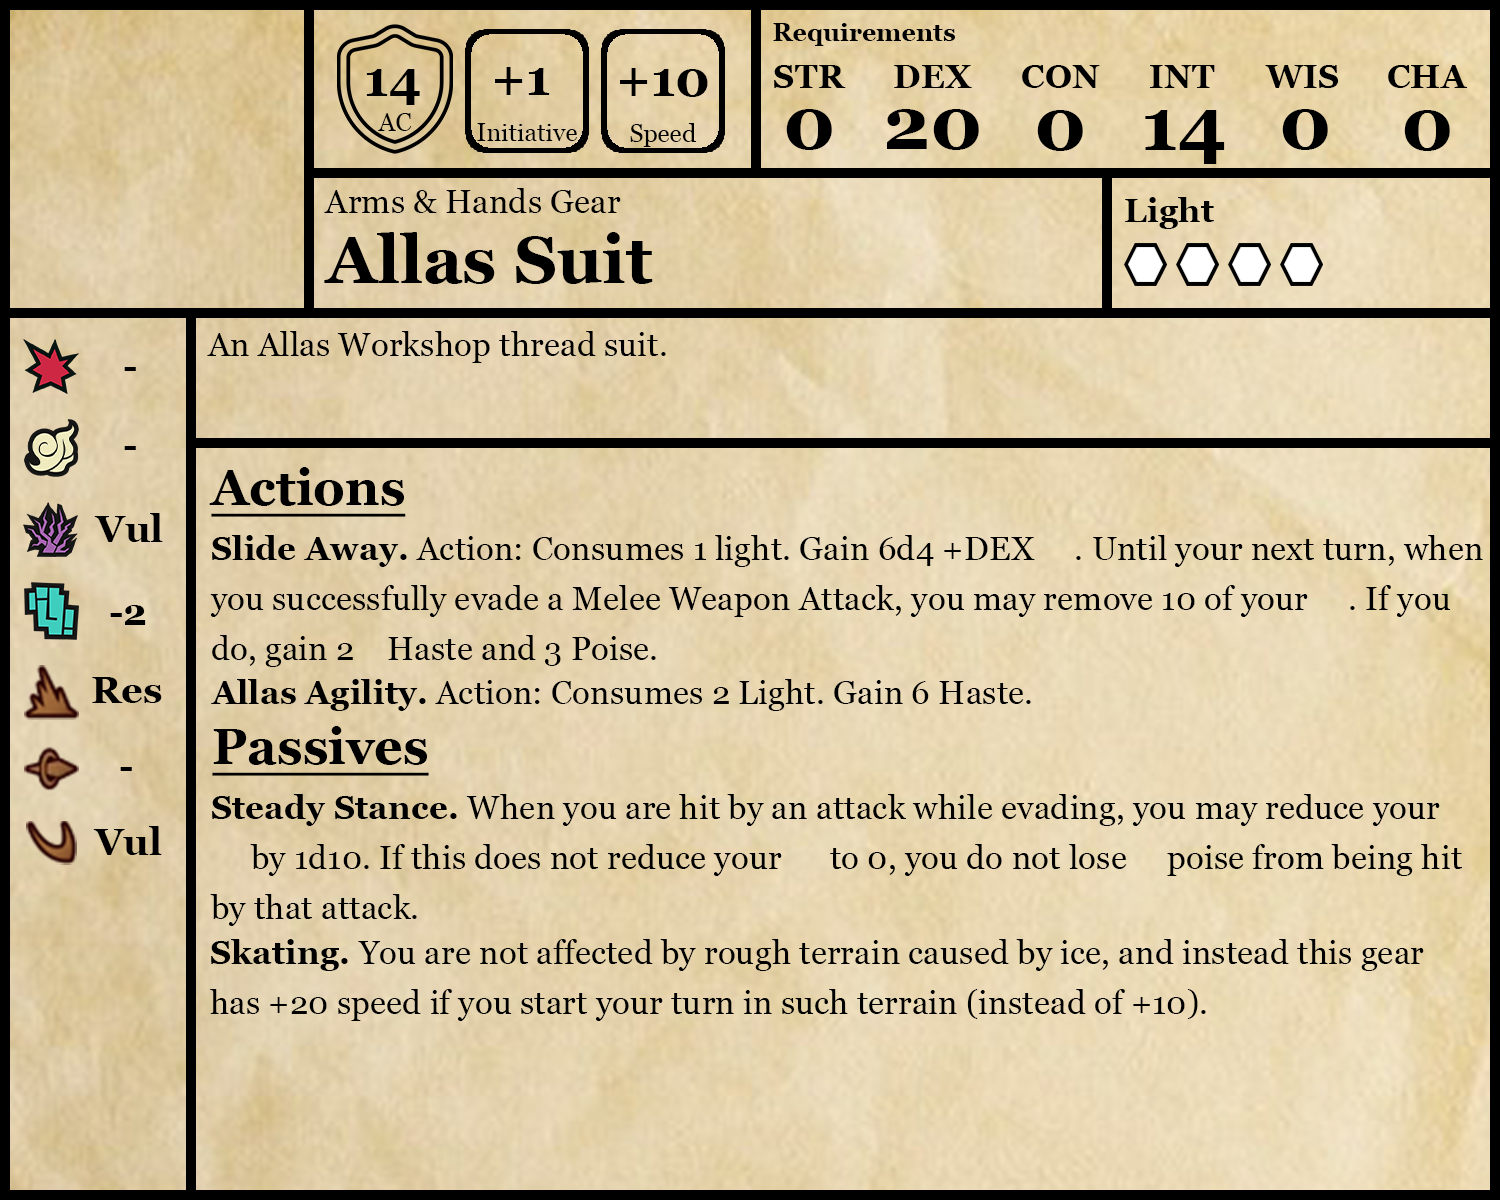 14
AC
+1
Initiative
+10
Speed
Requirements
STR DEX CON INT WIS CHA
0 20 0 14 0 0
Arms & Hands Gear
Allas Suit
Light
-
-
Vul
-2
Res
-
Vul
An Allas Workshop thread suit.
Actions
Slide Away. Action: Consumes 1 light. Gain 6d4 +DEX . Until your next turn, when
you successfully evade a Melee Weapon Attack, you may remove 10 of your . If you
do, gain 2 Haste and 3 Poise.
Allas Agility. Action: Consumes 2 Light. Gain 6 Haste.
Passives
Steady Stance. When you are hit by an attack while evading, you may reduce your
by 1d10. If this does not reduce your to 0, you do not lose poise from being hit
by that attack.
Skating. You are not affected by rough terrain caused by ice, and instead this gear
has +20 speed if you start your turn in such terrain (instead of +10).